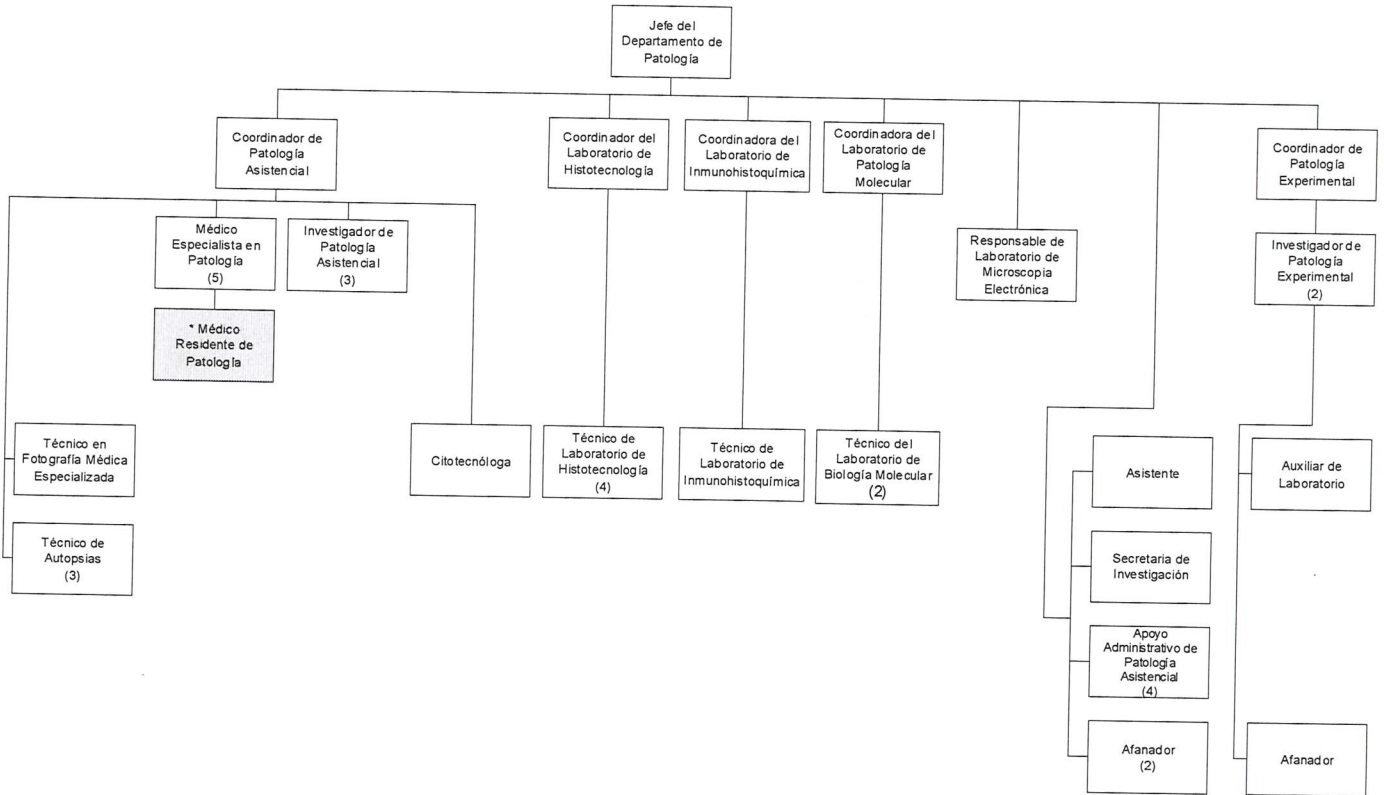 Jefe del
Departamento de
Patología
Coordinador de
Patología
Asistencial
Coordinador del
Laboratorio de
Histotecnología
Coordinadora del
Laboratorio de
Inmunohistoquímica
Coordinadora del
Laboratorio de
Patología
Molecular
Coordinador de
Patología
Experimental
Médico
Especialista en
Patología
(5)
Investigador de
Patología
Asistencial
(3)
Responsable de
Laboratorio de
Microscopia
Electrónica
Investigador de
Patología
Experimental
(2)
* Médico
Residente de
Patología
Técnico en
Fotografía Médica
Especializada
Citotecnóloga
Técnico de
Laboratorio de
Histotecnología
(4)
Técnico de
Laboratorio de
Inmunohistoquímica
Técnico del
Laboratorio de
Biología Molecular
(2)
Asistente
Auxiliar de
Laboratorio
Técnico de
Autopsias
(3)
Secretaria de
Investigación
Apoyo
Administrativo de
Patología
Asistencial
(4)
Afanador
(2)
Afanador